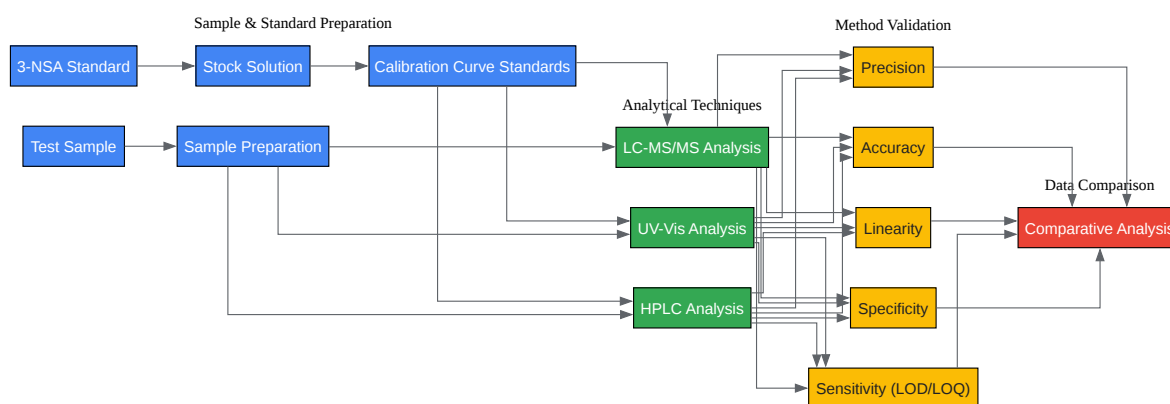 Sample & Standard Preparation
Method Validation
3-NSA Standard
Stock Solution
Calibration Curve Standards
Precision
Analytical Techniques
Test Sample
Sample Preparation
LC-MS/MS Analysis
Accuracy
Data Comparison
UV-Vis Analysis
Linearity
Comparative Analysis
HPLC Analysis
Specificity
Sensitivity (LOD/LOQ)